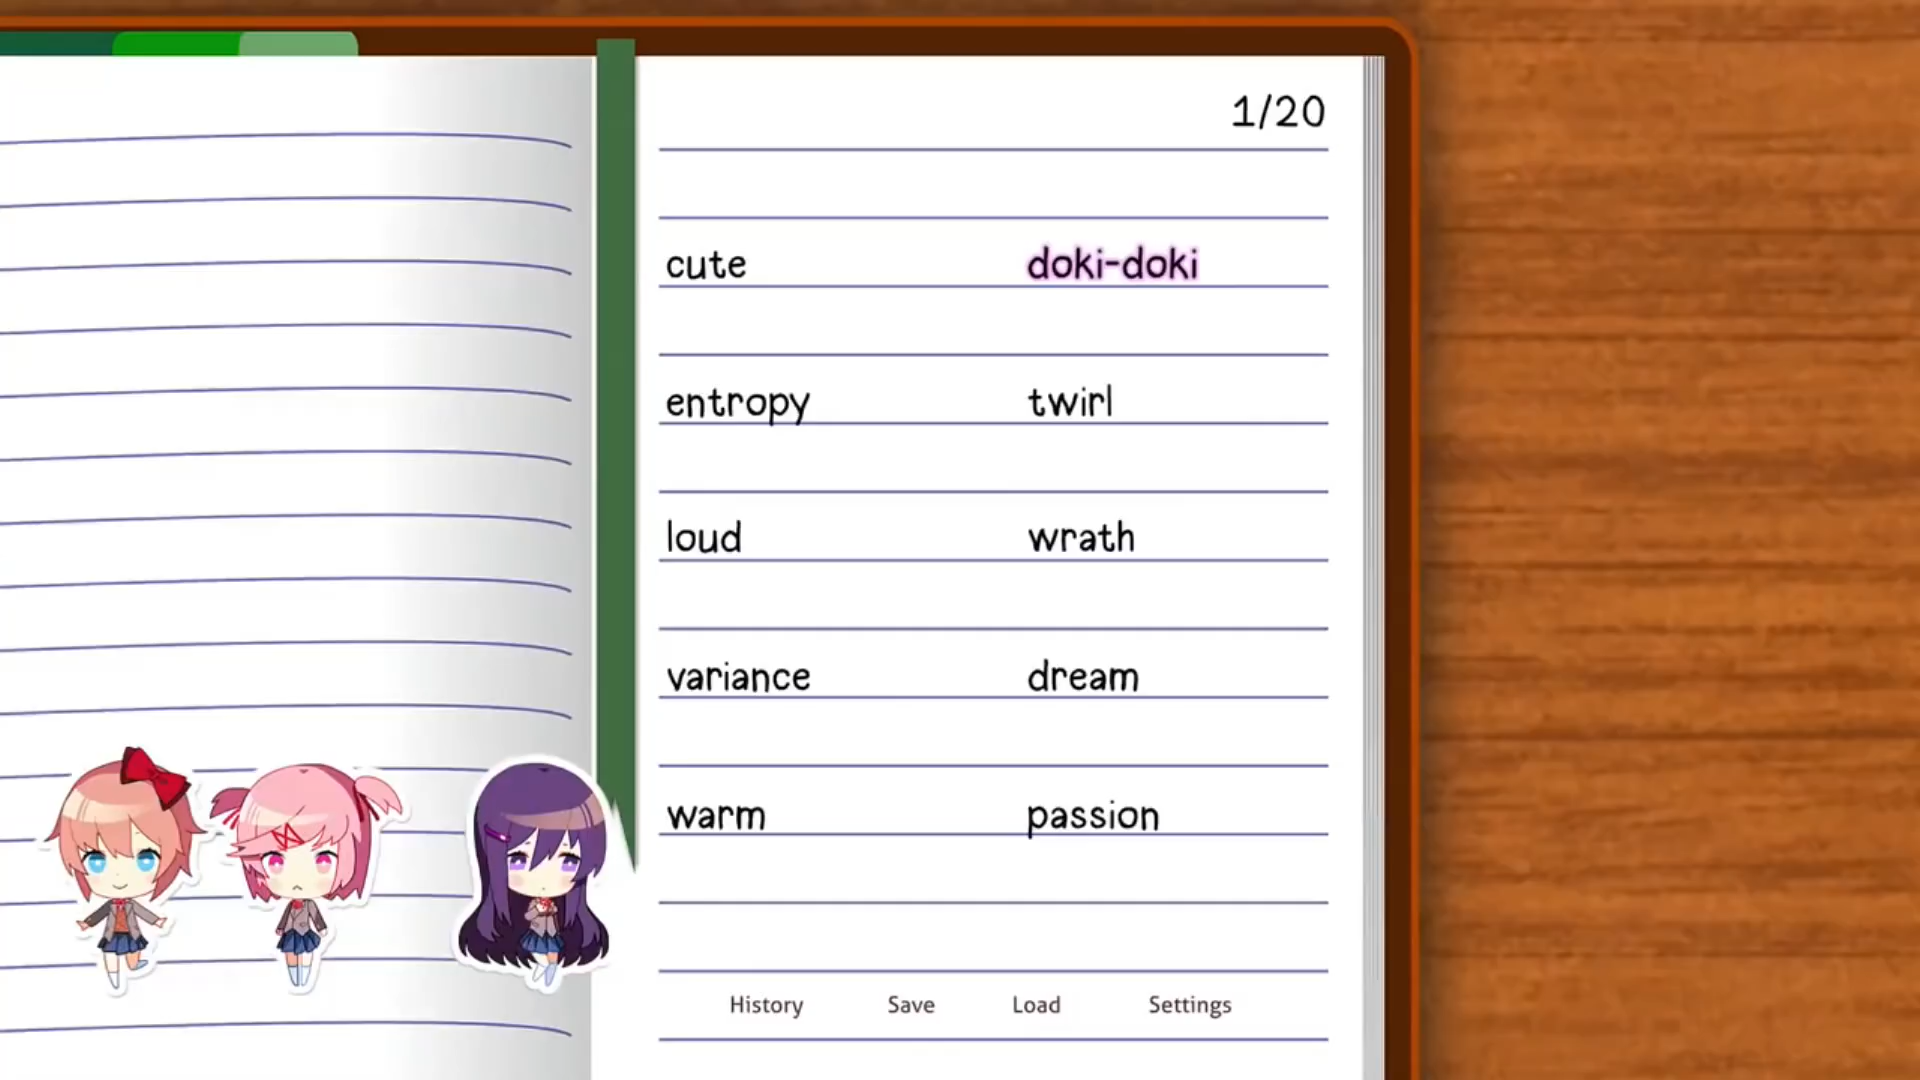 1/20
cute doki-doki
entropy twirl
loud wrath
variance dream
warm passion
History Save Load Settings